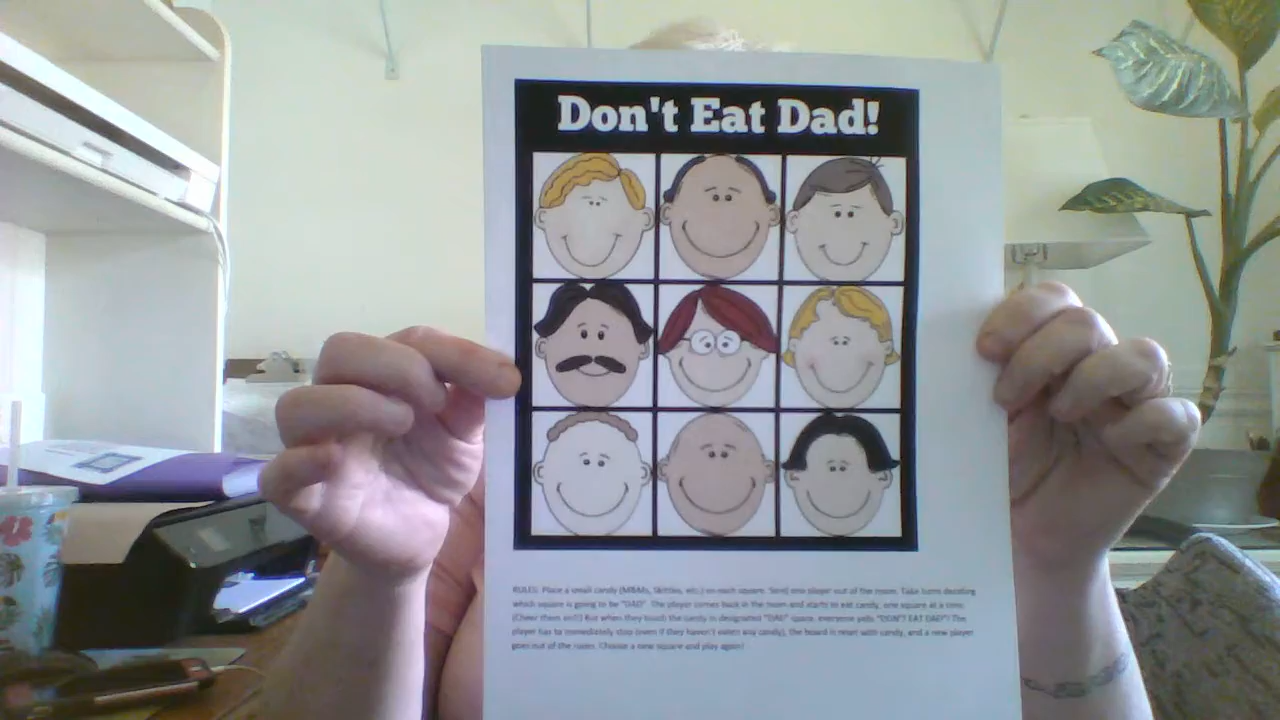 Don't Eat Dad!
RULES: Place a small candy (M&Ms, Skittles, etc.) on each square. Send one player out of the room. Take turns deciding
which square is going to be "DAD". The player comes back in the room and starts to eat candy, one square at a time.
(Cheer them on!) But when they touch the candy in designated "DAD" space, everyone yells "DON'T EAT DAD"! The
player has to immediately stop (even if they haven't eaten any candy), the board is reset with candy, and a new player
goes out of the room. Choose a new square and play again!